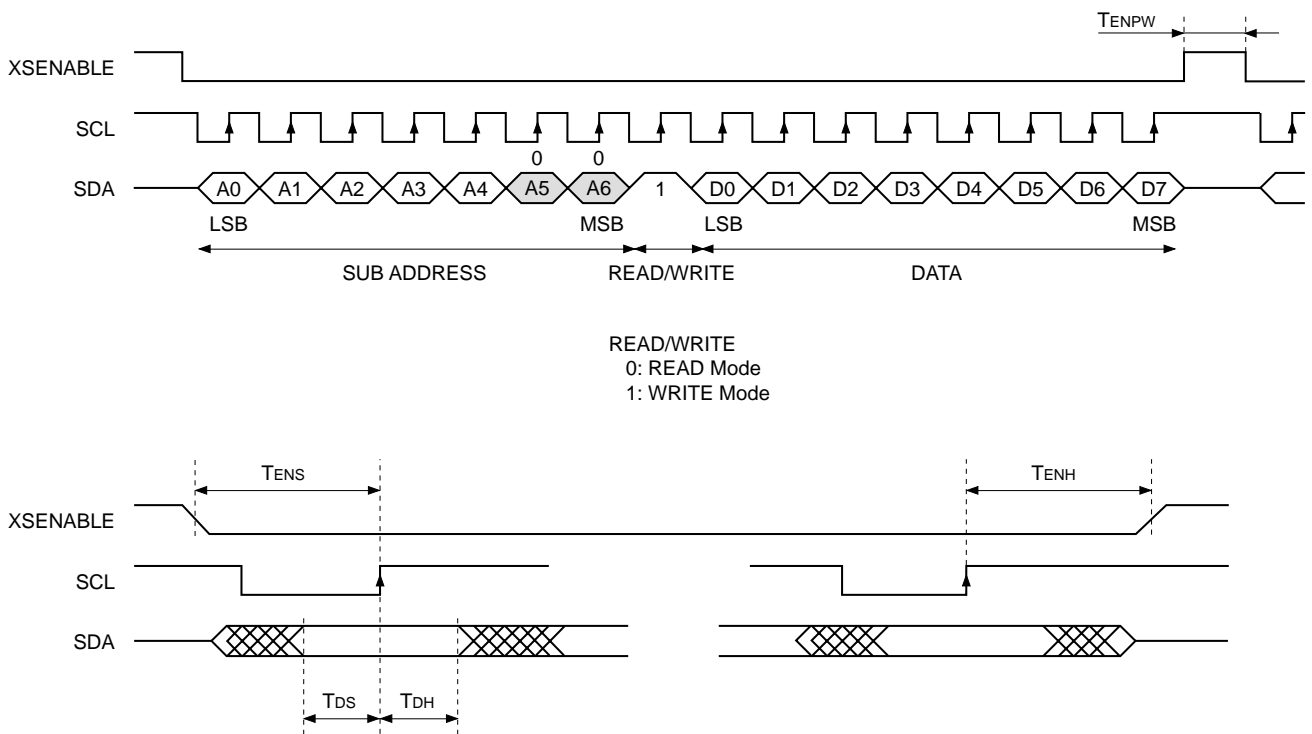 TENPW
XSENABLE
SCL
0 0
SDA A0 A1 A2 A3 A4 A5 A6 1 D0 D1 D2 D3 D4 D5 D6 D7
LSB MSB LSB MSB
SUB ADDRESS READ/WRITE DATA
READ/WRITE
0: READ Mode
1: WRITE Mode
TENS TENH
XSENABLE
SCL
SDA
TDS TDH